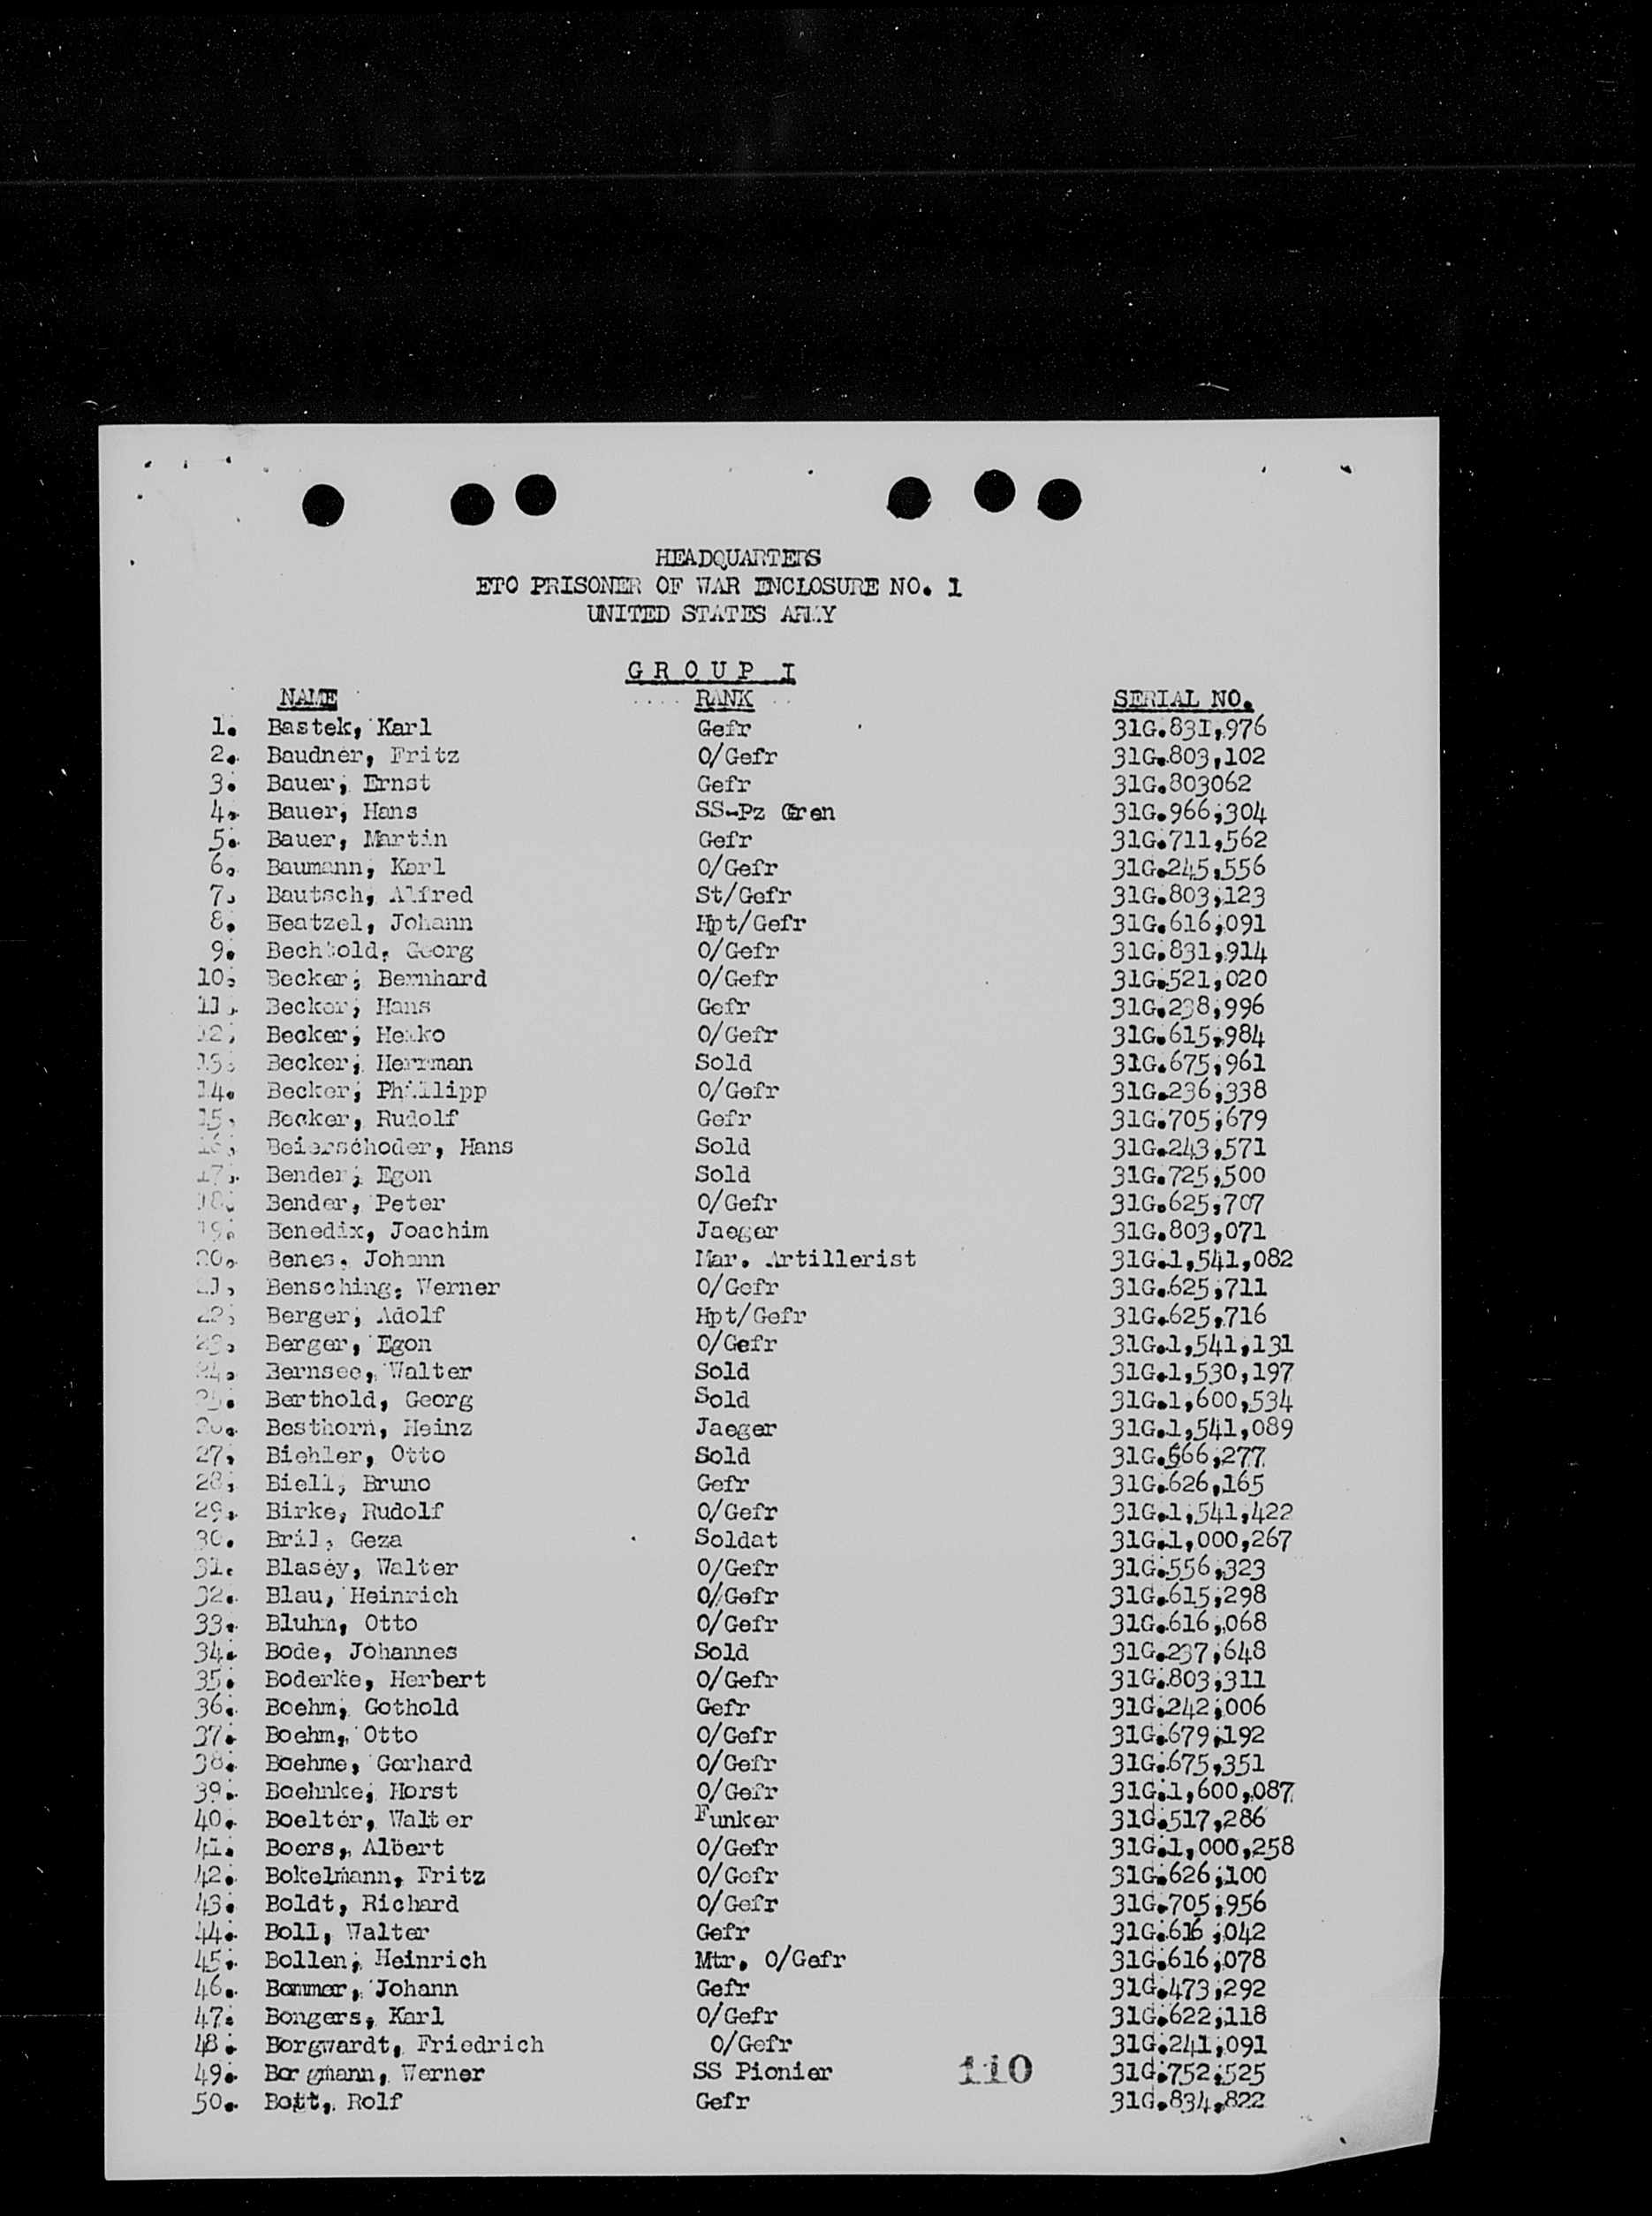 HEADQUARTERS
ETO PRISONER OF WAR ENCLOSURE NO. 1
UNITED STATES ARMY
GROUP I
NAME RANK SERIAL NO.
1. Bastek, Karl Gefr 31G.831,976
2. Baudner, Fritz O/Gefr 31G.803,102
3. Bauer, Ernst Gefr 31G.803062
4. Bauer, Hans SS-Pz Gren 31G.966,304
5. Bauer, Martin Gefr 31G.711,562
6. Baumann, Karl O/Gefr 31G.245,556
7. Bautsch, Alfred St/Gefr 31G.803,123
8. Beatzel, Johann Hpt/Gefr 31G.616,091
9. Bechtold, Georg O/Gefr 31G.831,914
10. Becker, Bernhard O/Gefr 31G.521,020
11. Becker, Hans Gefr 31G.238,996
12. Becker, Heiko O/Gefr 31G.615,984
13. Becker, Herrman Sold 31G.675,961
14. Becker, Phillipp O/Gefr 31G.236,338
15. Becker, Rudolf Gefr 31G.705,679
16. Beierschoder, Hans Sold 31G.243,571
17. Bender, Egon Sold 31G.725,500
18. Bender, Peter O/Gefr 31G.625,707
19. Benedix, Joachim Jaeger 31G.803,071
20. Benes, Johann Mar. Artillerist 31G.1,541,082
21. Bensching, Werner O/Gefr 31G.625,711
22. Berger, Adolf Hpt/Gefr 31G.625,716
23. Berger, Egon O/Gefr 31G.1,541,131
24. Bernsee, Walter Sold 31G.1,530,197
25. Berthold, Georg Sold 31G.1,600,534
26. Besthorn, Heinz Jaeger 31G.1,541,089
27. Biehler, Otto Sold 31G.566,277
28. Biell, Bruno Gefr 31G.626,165
29. Birke, Rudolf O/Gefr 31G.1,541,422
30. Bril, Geza Soldat 31G.1,000,267
31. Blasey, Walter O/Gefr 31G.556,323
32. Blau, Heinrich O/Gefr 31G.615,298
33. Bluhm, Otto O/Gefr 31G.616,068
34. Bode, Johannes Sold 31G.237,648
35. Boderke, Herbert O/Gefr 31G.803,311
36. Boehm, Gothold Gefr 31G.242,006
37. Boehm, Otto O/Gefr 31G.679,192
38. Boehme, Gerhard O/Gefr 31G.675,351
39. Boehnke, Horst O/Gefr 31G.1,600,087
40. Boelter, Walter Funker 31G.517,286
41. Boers, Albert O/Gefr 31G.1,000,258
42. Bokelmann, Fritz O/Gefr 31G.626,100
43. Boldt, Richard O/Gefr 31G.705,956
44. Boll, Walter Gefr 31G.616,042
45. Bollen, Heinrich Mtr. O/Gefr 31G.616,078
46. Bommer, Johann Gefr 31G.473,292
47. Bongers, Karl O/Gefr 31G.622,118
48. Borgwardt, Friedrich O/Gefr 31G.241,091
49. Borgmann, Werner SS Pionier 31G.752,525
50. Bott, Rolf Gefr 31G.834,822
110